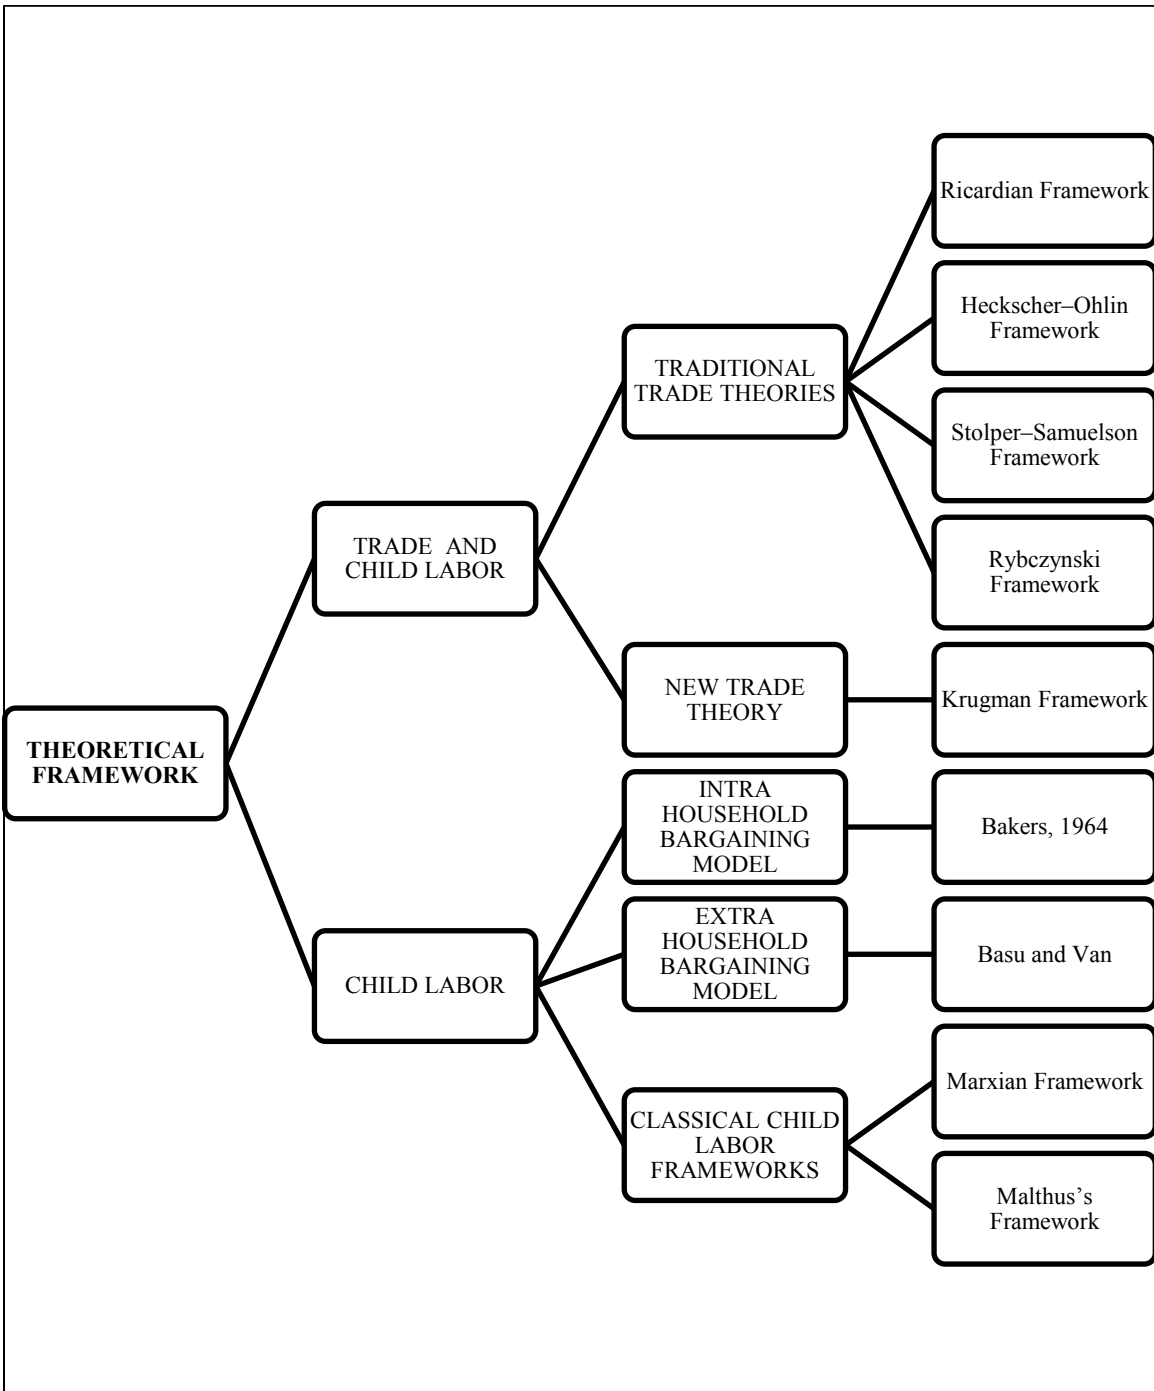 THEORETICAL
FRAMEWORK
TRADE AND
CHILD LABOR
TRADITIONAL
TRADE THEORIES
Ricardian Framework
Heckscher–Ohlin
Framework
Stolper–Samuelson
Framework
Rybczynski
Framework
NEW TRADE
THEORY
Krugman Framework
CHILD LABOR
INTRA
HOUSEHOLD
BARGAINING
MODEL
Bakers, 1964
EXTRA
HOUSEHOLD
BARGAINING
MODEL
Basu and Van
CLASSICAL CHILD
LABOR
FRAMEWORKS
Marxian Framework
Malthus’s
Framework